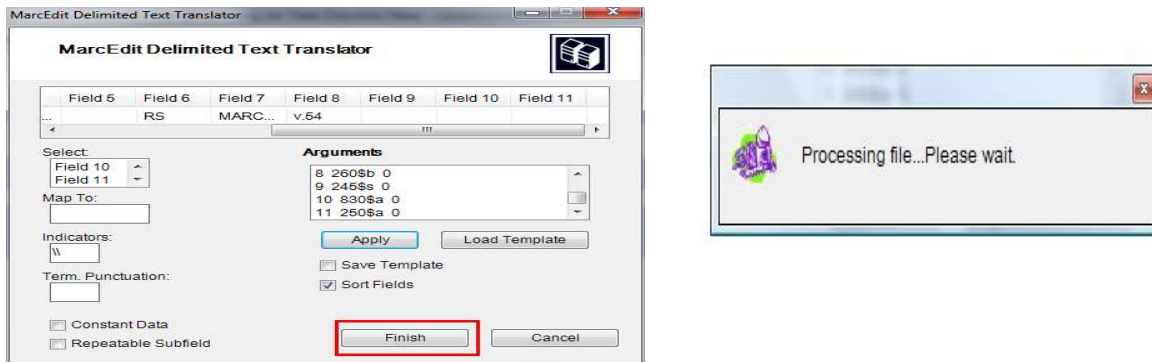 MarcEdit Delimited Text Translator
MarcEdit Delimited Text Translator
Field 5 Field 6 Field 7 Field 8 Field 9 Field 10 Field 11
... RS MARC... v.54
Select:
Field 10
Field 11
Map To:
Indicators:
\\
Term. Punctuation:
Constant Data
Repeatable Subfield
Arguments
8 260$b 0
9 245$s 0
10 830$a 0
11 250$a 0
Apply Load Template
Save Template
Sort Fields
Finish Cancel
Processing file...Please wait.